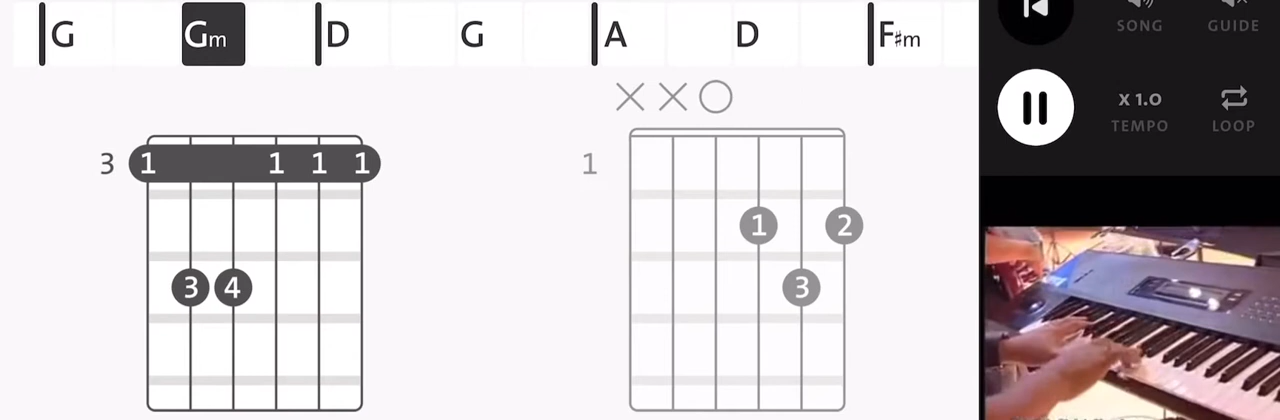 G Gm D G A D F#m
SONG GUIDE
X 1.0
TEMPO LOOP
3 1 1 1 1
1
1 2
3 4
3